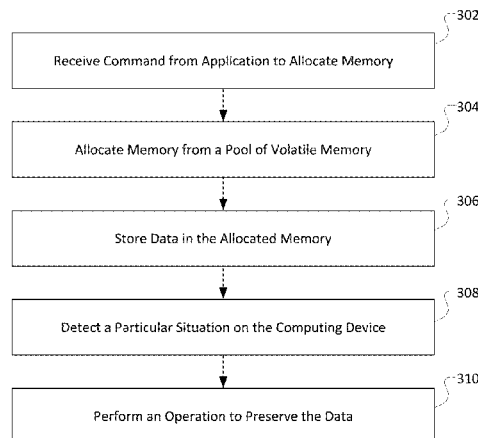 302
Receive Command from Application to Allocate Memory
304
Allocate Memory from a Pool of Volatile Memory
306
Store Data in the Allocated Memory
308
Detect a Particular Situation on the Computing Device
310
Perform an Operation to Preserve the Data